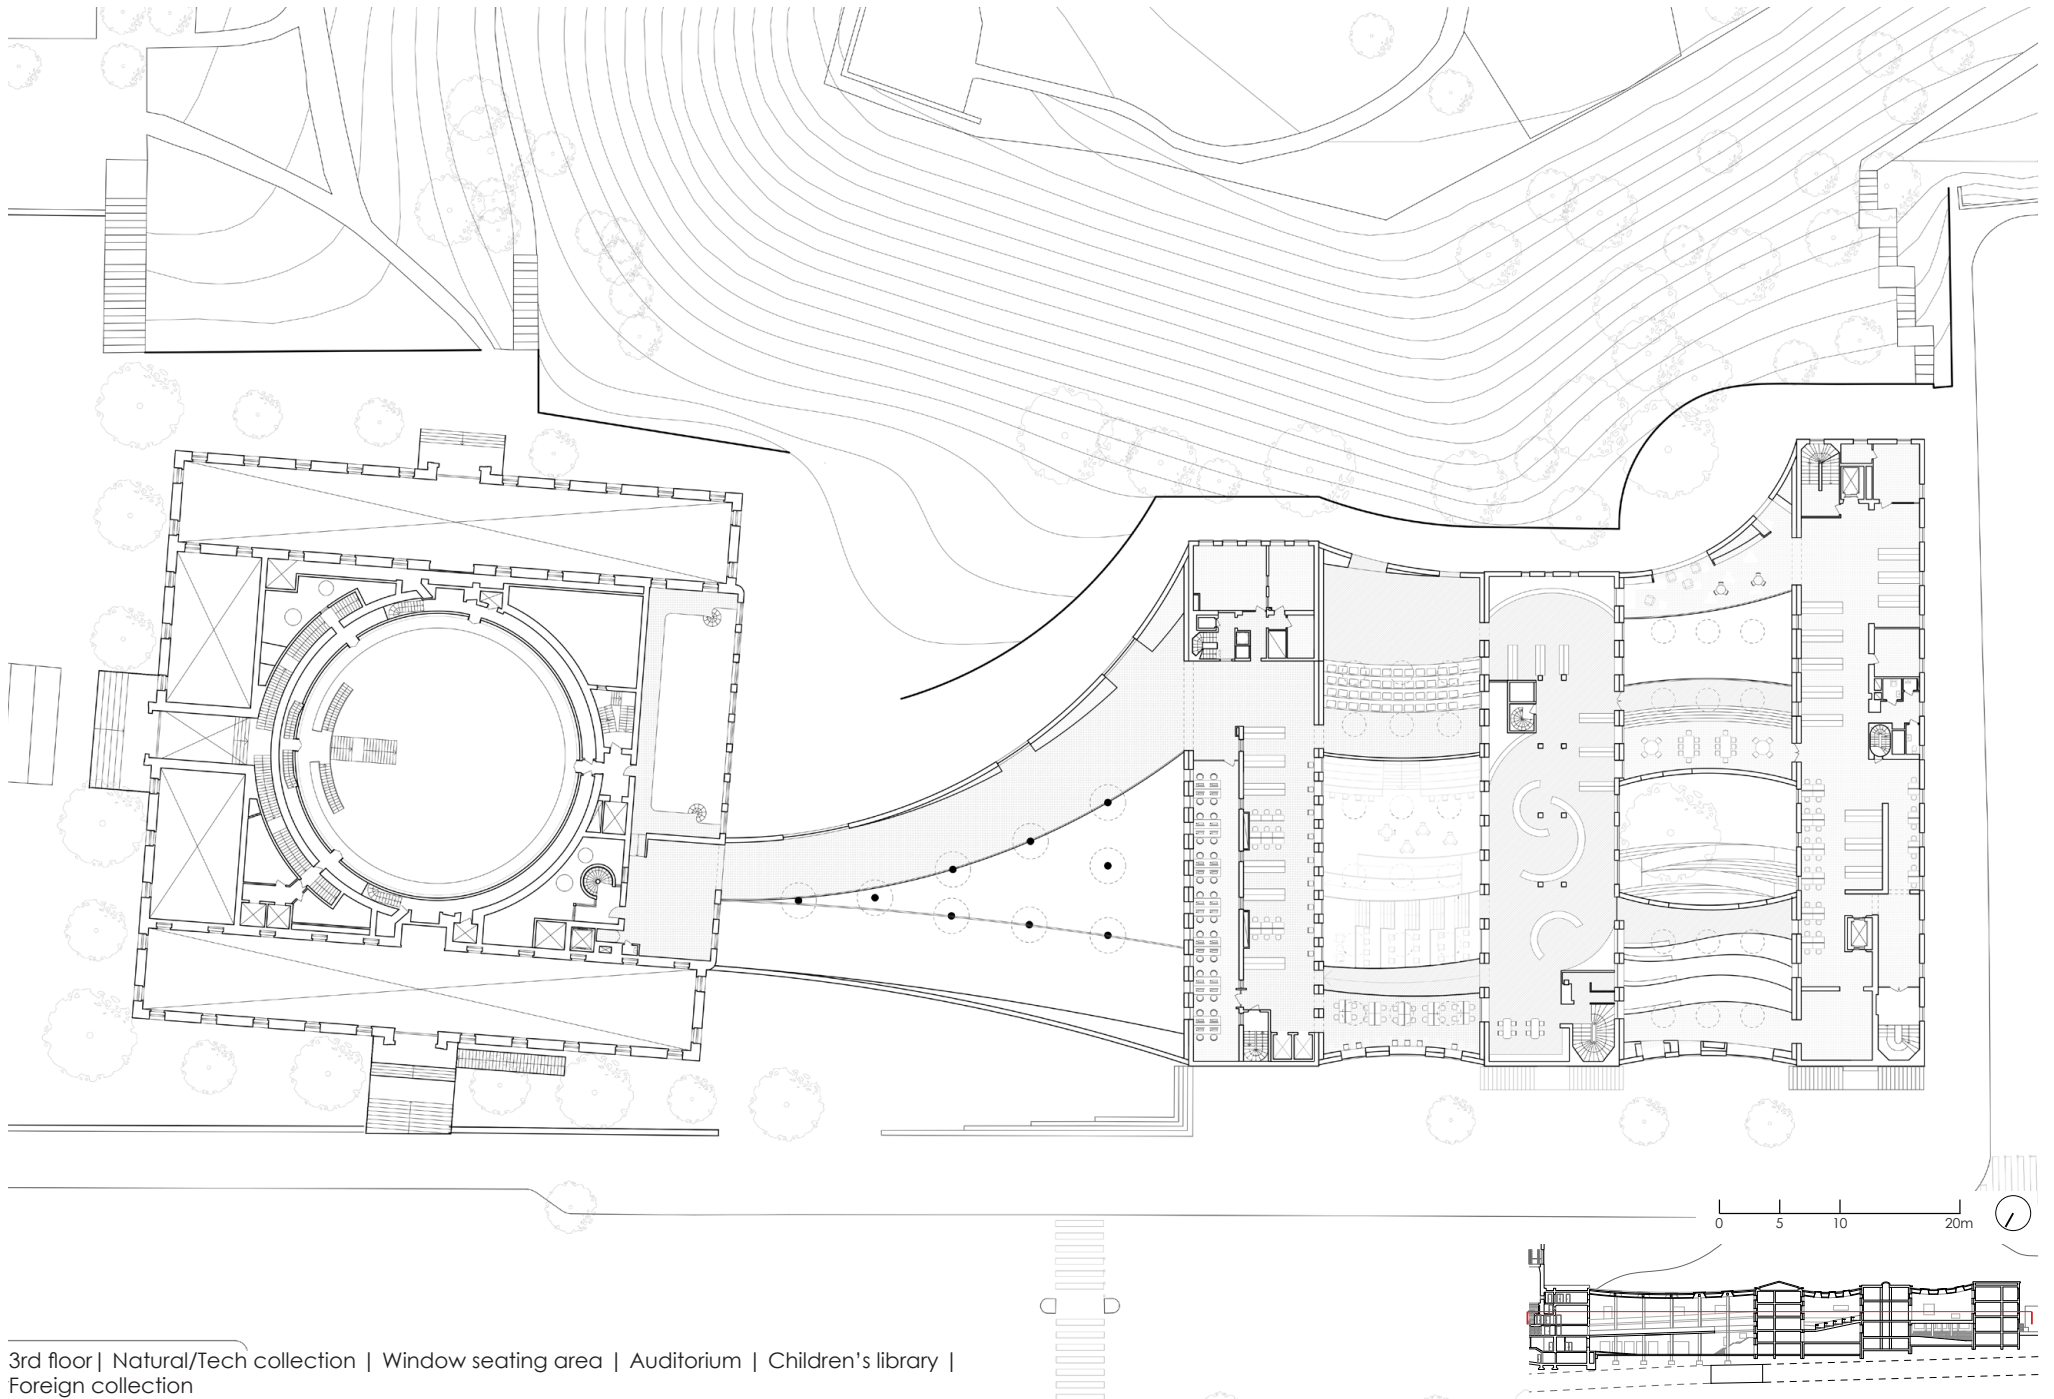 0 5 10 20m
3rd floor| Natural/Tech collection | Window seating area | Auditorium | Children’s library |
Foreign collection